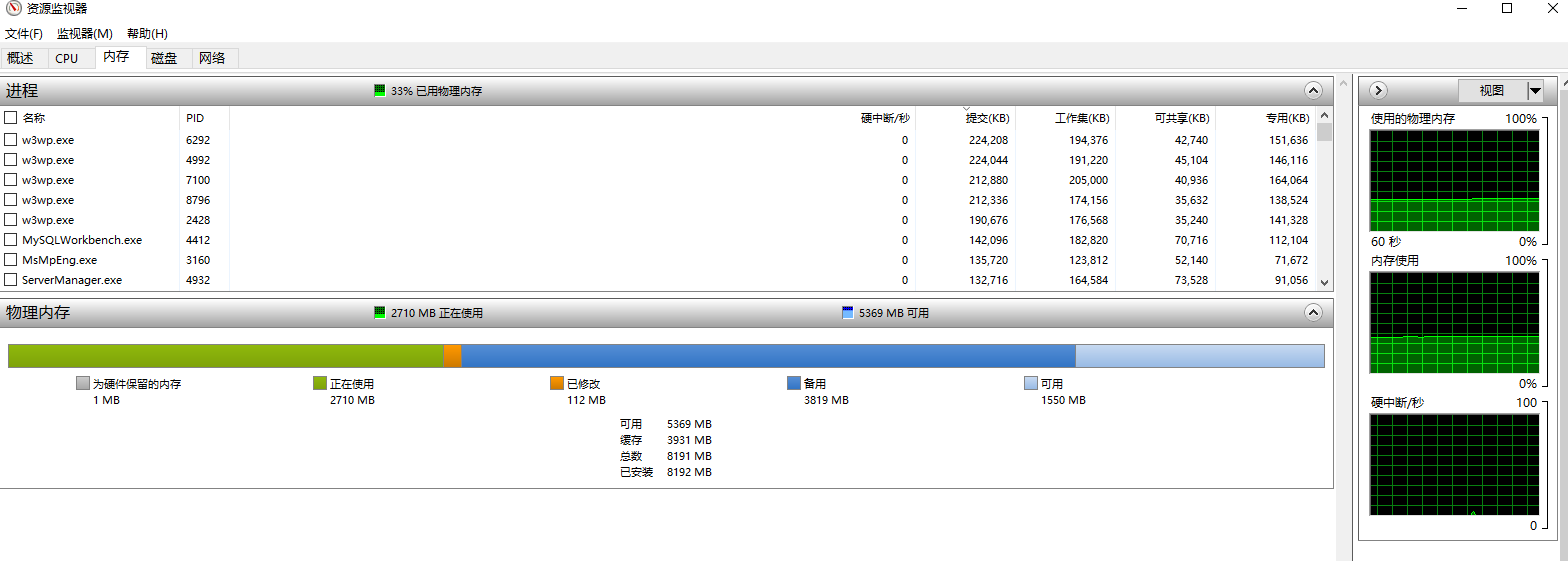 资源监视器
文件(F) 监视器(M) 帮助(H)
概述 CPU 内存 磁盘 网络
进程 33% 已用物理内存
名称 PID 硬中断/秒 提交(KB) 工作集(KB) 可共享(KB) 专用(KB)
w3wp.exe 6292 0 224,208 194,376 42,740 151,636
w3wp.exe 4992 0 224,044 191,220 45,104 146,116
w3wp.exe 7100 0 212,880 205,000 40,936 164,064
w3wp.exe 8796 0 212,336 174,156 35,632 138,524
w3wp.exe 2428 0 190,676 176,568 35,240 141,328
MySQLWorkbench.exe 4412 0 142,096 182,820 70,716 112,104
MsMpEng.exe 3160 0 135,720 123,812 52,140 71,672
ServerManager.exe 4932 0 132,716 164,584 73,528 91,056
物理内存 2710 MB 正在使用 5369 MB 可用
为硬件保留的内存 正在使用 已修改 备用 可用
1 MB 2710 MB 112 MB 3819 MB 1550 MB
可用 5369 MB
缓存 3931 MB
总数 8191 MB
已安装 8192 MB
视图
使用的物理内存 100%
60 秒 0%
内存使用 100%
0%
硬中断/秒 100
0